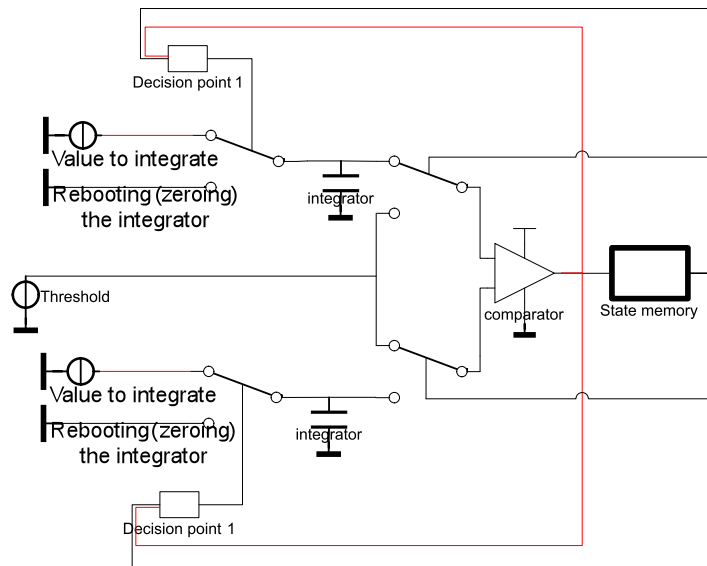 Decision point 1
Value to integrate
Rebooting (zeroing)
the integrator
integrator
Threshold
comparator
State memory
Value to integrate
Rebooting (zeroing)
the integrator
integrator
Decision point 1